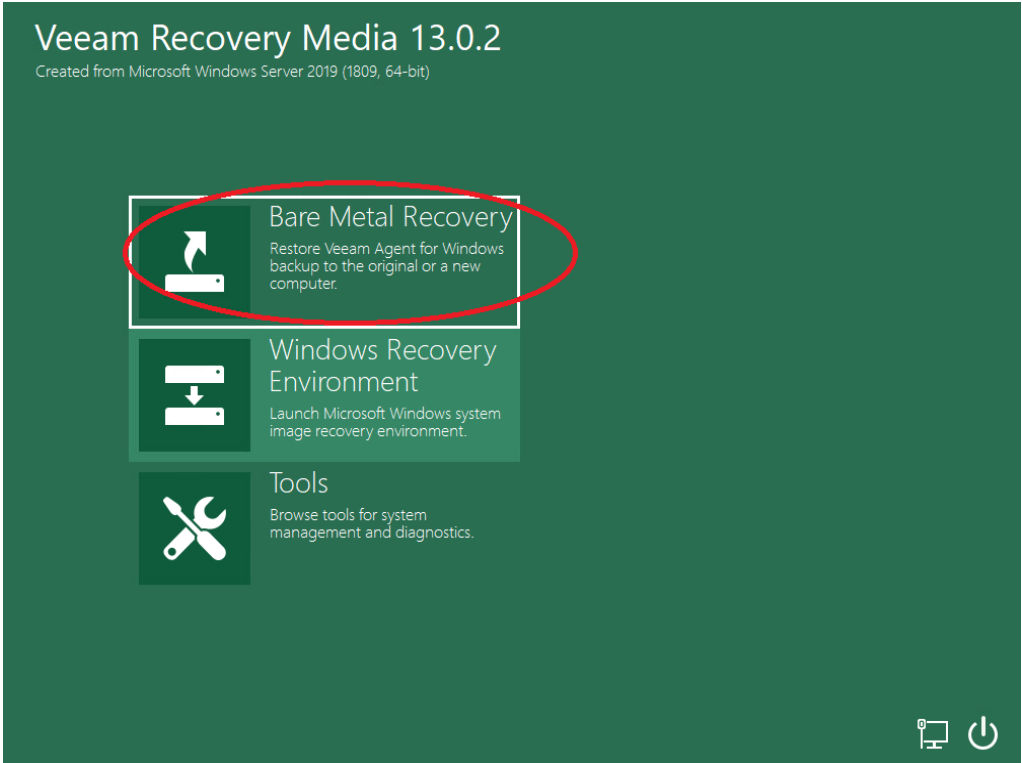 Veeam Recovery Media 13.0.2
Created from Microsoft Windows Server 2019 (1809, 64-bit)
Bare Metal Recovery
Restore Veeam Agent for Windows
backup to the original or a new
computer.
Windows Recovery
Environment
Launch Microsoft Windows system
image recovery environment.
Tools
Browse tools for system
management and diagnostics.